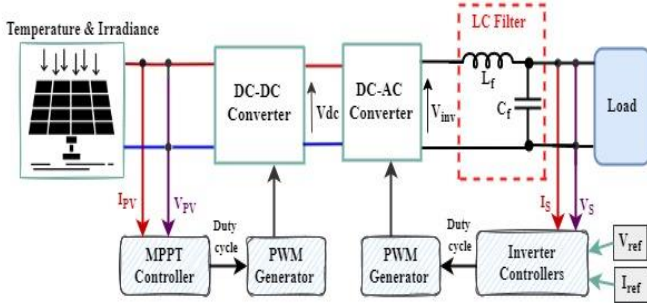 Temperature & Irradiance
LC Filter
DC-DC
Converter
Vdc
DC-AC
Converter
Vinv
Lf
Cf
Load
IPV
VPV
IS
VS
MPPT
Controller
Duty
cycle
PWM
Generator
PWM
Generator
Duty
cycle
Inverter
Controllers
Vref
Iref